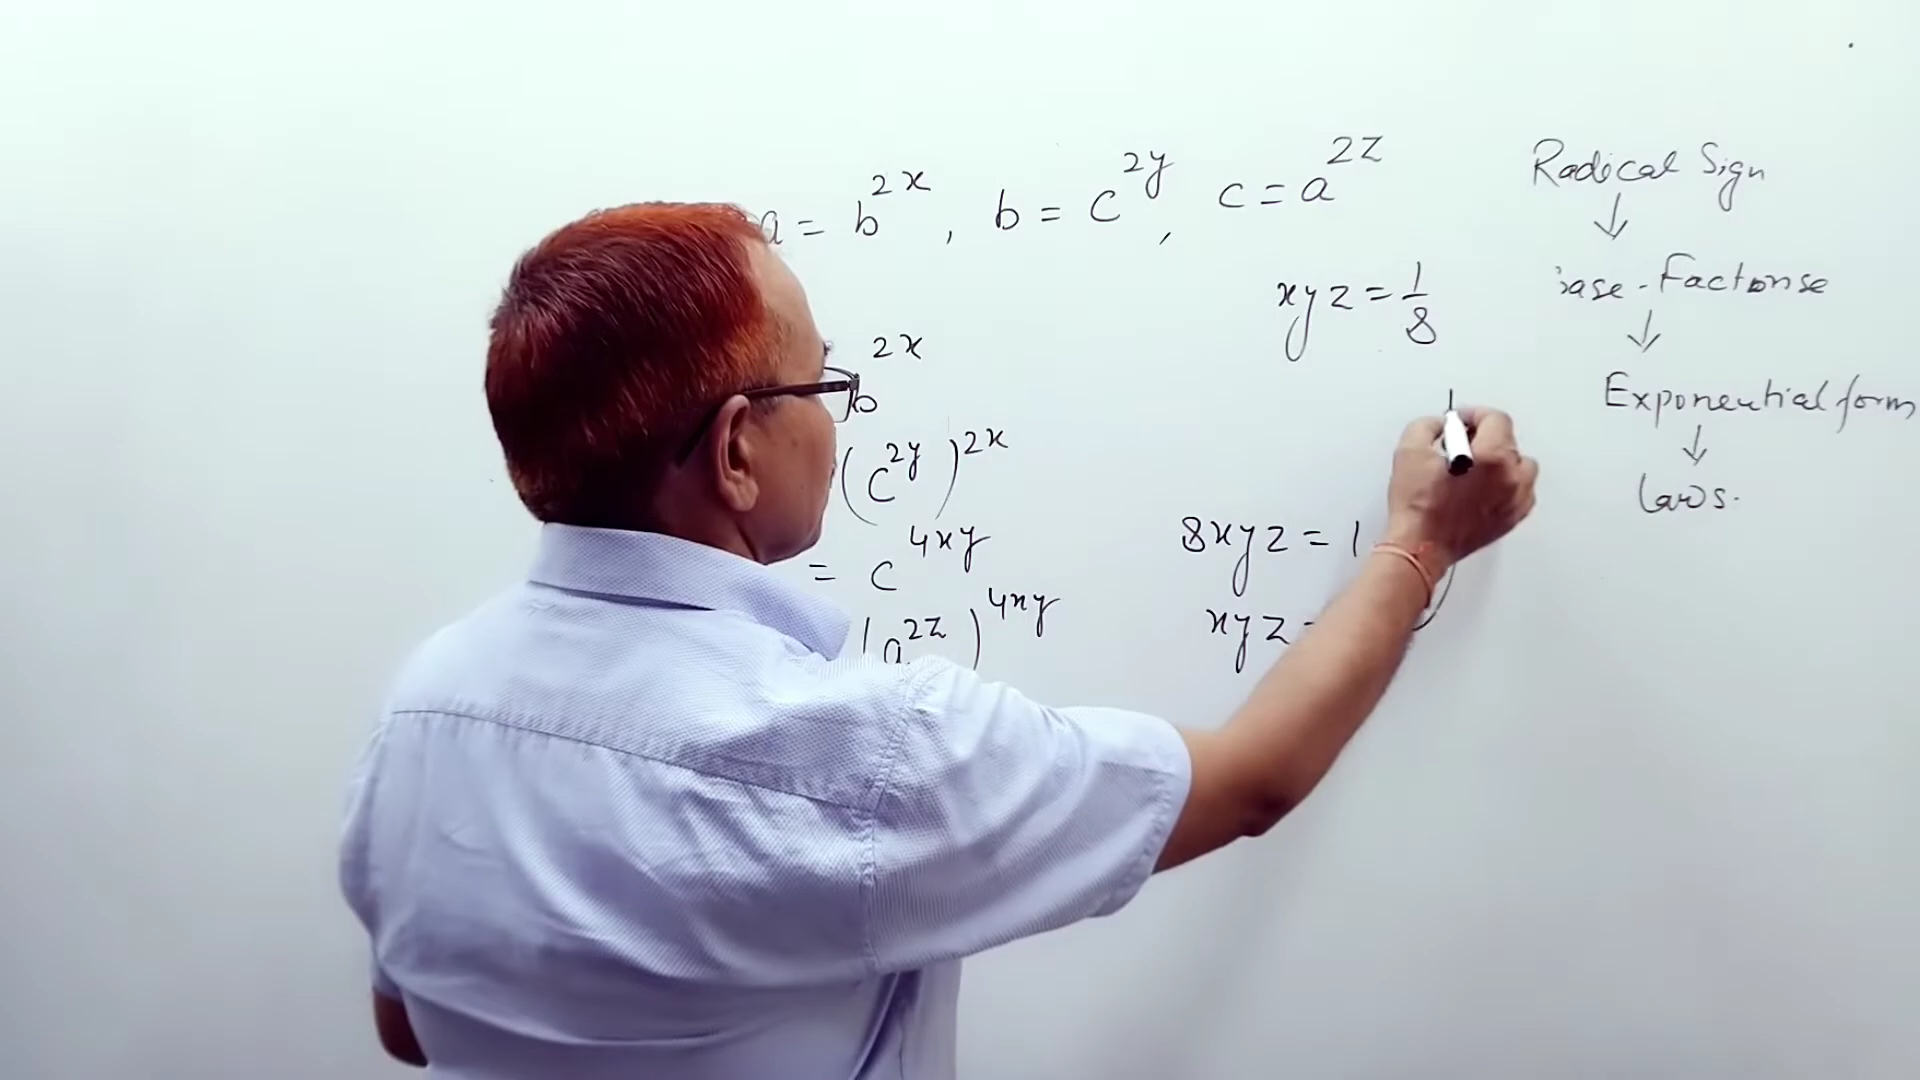 a = b^{2x}, b = c^{2y}, c = a^{2z}
xyz = 1/8
b^{2x}
(c^{2y})^{2x}
= c^{4xy}
(a^{2z})^{4xy}
8xyz = 1
xyz =
Radical Sign
↓
Factorise
↓
Exponential form
↓
laws.